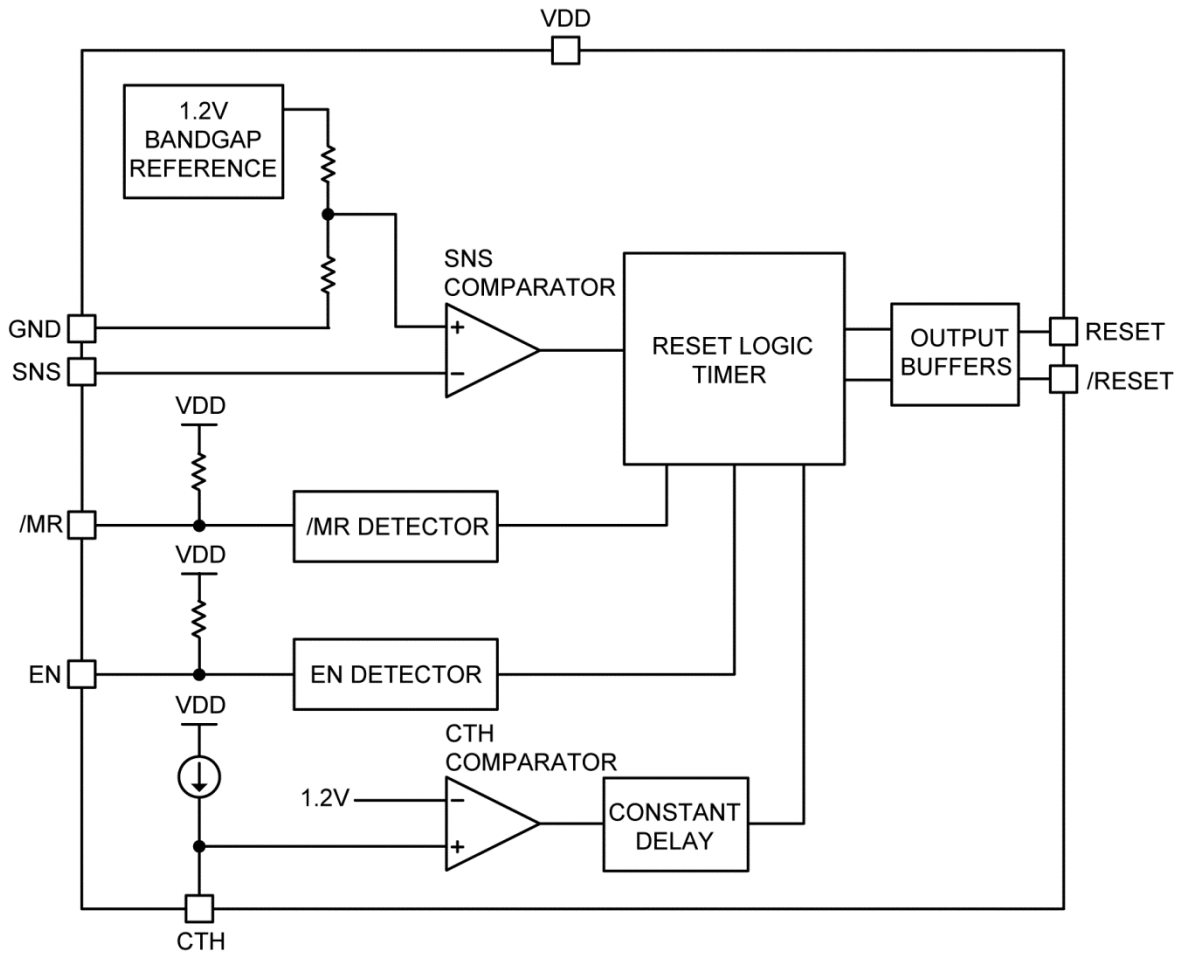 VDD
1.2V
BANDGAP
REFERENCE
SNS
COMPARATOR
+
−
GND
SNS
RESET LOGIC
TIMER
OUTPUT
BUFFERS
RESET
/RESET
VDD
/MR
/MR DETECTOR
VDD
EN
EN DETECTOR
VDD
CTH
COMPARATOR
1.2V
−
+
CONSTANT
DELAY
CTH